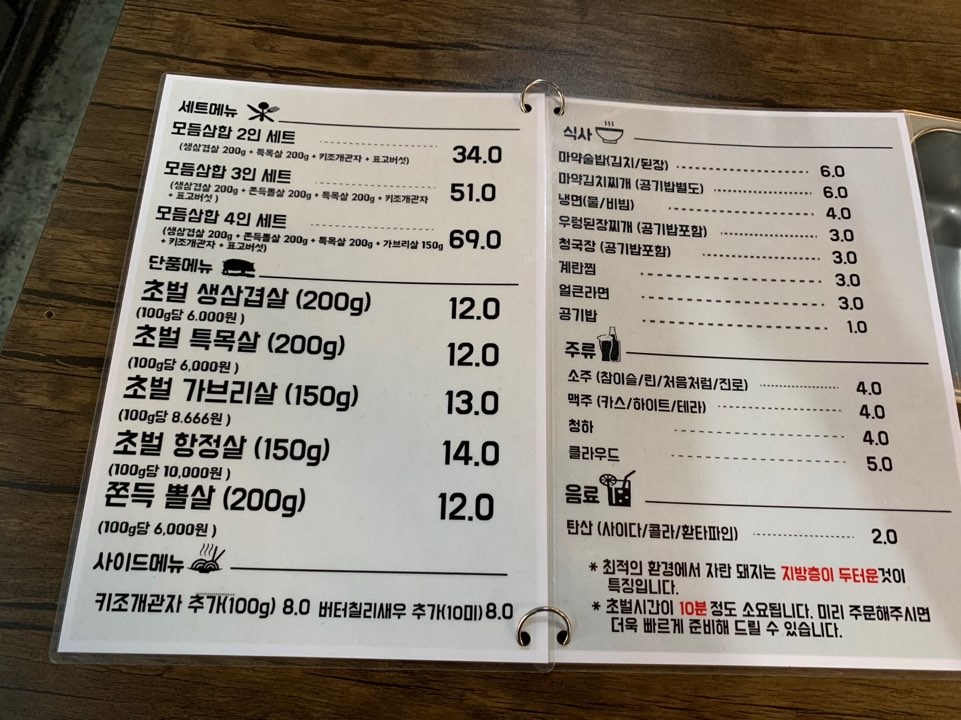 세트메뉴
모듬삼합 2인 세트 34.0
(생삼겹살 200g + 특목살 200g + 키조개관자 + 표고버섯)
모듬삼합 3인 세트 51.0
(생삼겹살 200g + 쫀득뽈살 200g + 특목살 200g + 키조개관자
+ 표고버섯 )
모듬삼합 4인 세트 69.0
(생삼겹살 200g + 쫀득뽈살 200g + 특목살 200g + 가브리살 150g
+ 키조개관자 + 표고버섯)
단품메뉴
초벌 생삼겹살 (200g) 12.0
(100g당 6.000원 )
초벌 특목살 (200g) 12.0
(100g당 6,000원 )
초벌 가브리살 (150g) 13.0
(100g당 8.666원 )
초벌 항정살 (150g) 14.0
(100g당 10,000원 )
쫀득 뽈살 (200g) 12.0
(100g당 6,000원 )
사이드메뉴
키조개관자 추가(100g) 8.0 버터칠리새우 추가(10미) 8.0
식사
마약술밥(김치/된장) 6.0
마약김치찌개 (공기밥별도) 6.0
냉면(물/비빔) 4.0
우렁된장찌개 (공기밥포함) 3.0
청국장 (공기밥포함) 3.0
계란찜 3.0
얼큰라면 3.0
공기밥 1.0
주류
소주 (참이슬/린/처음처럼/진로) 4.0
맥주 (카스/하이트/테라) 4.0
청하 4.0
클라우드 5.0
음료
탄산 (사이다/콜라/환타파인) 2.0
* 최적의 환경에서 자란 돼지는 지방층이 두터운것이
특징입니다.
* 초벌시간이 10분 정도 소요됩니다. 미리 주문해주시면
더욱 빠르게 준비해 드릴 수 있습니다.